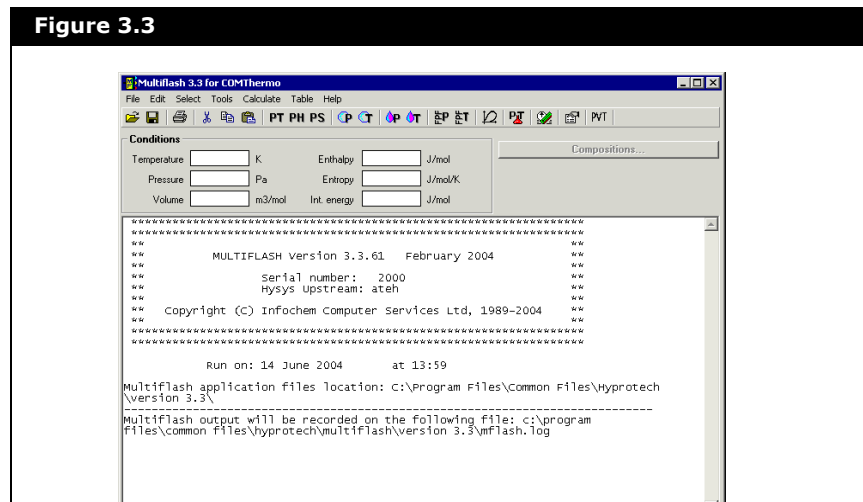 Figure 3.3
Multiflash 3.3 for COMThermo
File Edit Select Tools Calculate Table Help
PT PH PS P T P T P T PVT
Conditions
Compositions...
Temperature K Enthalpy J/mol
Pressure Pa Entropy J/mol/K
Volume m3/mol Int. energy J/mol
******************************************************************
******************************************************************
** **
** MULTIFLASH Version 3.3.61 February 2004 **
** **
** Serial number: 2000 **
** Hysys Upstream: ateh **
** **
** Copyright (C) Infochem Computer Services Ltd, 1989-2004 **
** **
******************************************************************
******************************************************************
Run on: 14 June 2004 at 13:59
Multiflash application files location: C:\Program Files\Common Files\Hyprotech
\version 3.3\
-----------------------------------------------------------------------------
Multiflash output will be recorded on the following file: c:\program
files\common files\hyprotech\multiflash\version 3.3\mflash.log